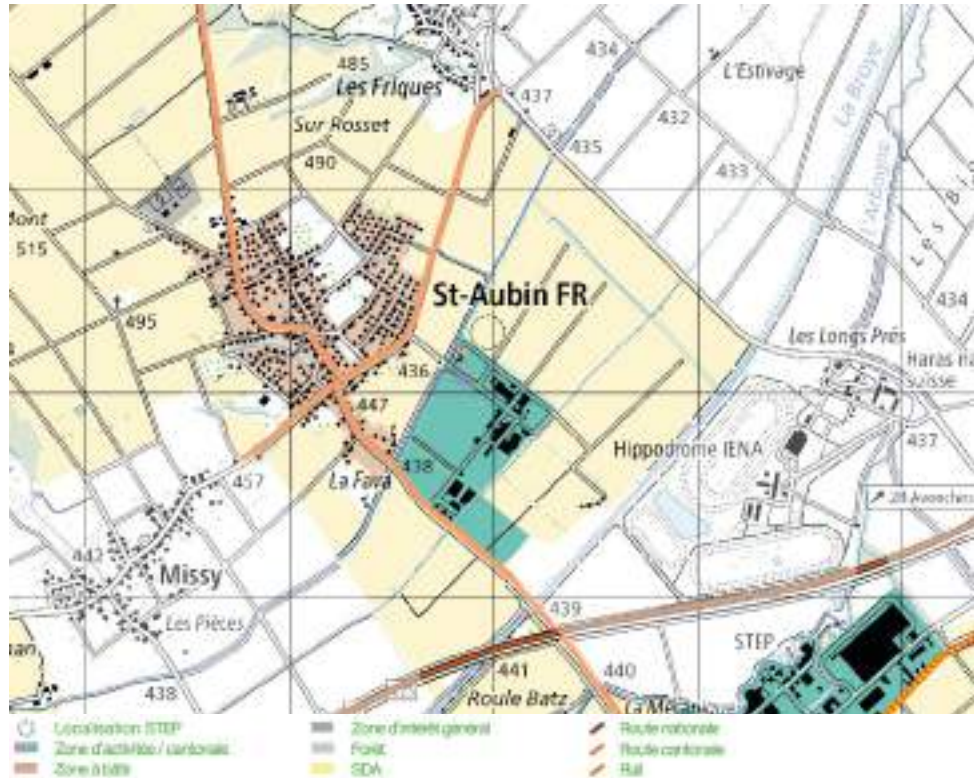 434
La Broye
485
L'Estivage
Les Friques
437
432
Sur Rosset
435
490
433
L'Arbogne
Les
515
434
St-Aubin FR
495
Les Longs Prés
436
Haras
suisse
447
Hippodrome IENA
437
438
La Fava
457
442
Missy
439
Les Pièces
STEP
441
440
438
Route Batz
Localisation STEP
Zone d'intérêt général
Route nationale
Zone d'activités / cantonale
Forêt
Route cantonale
Zone à bâtir
SDA
Rail